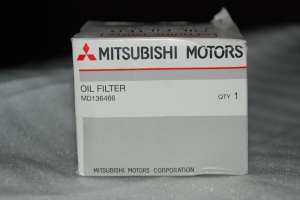 MITSUBISHI MOTORS
OIL FILTER
MD136466
QTY 1
MITSUBISHI MOTORS CORPORATION